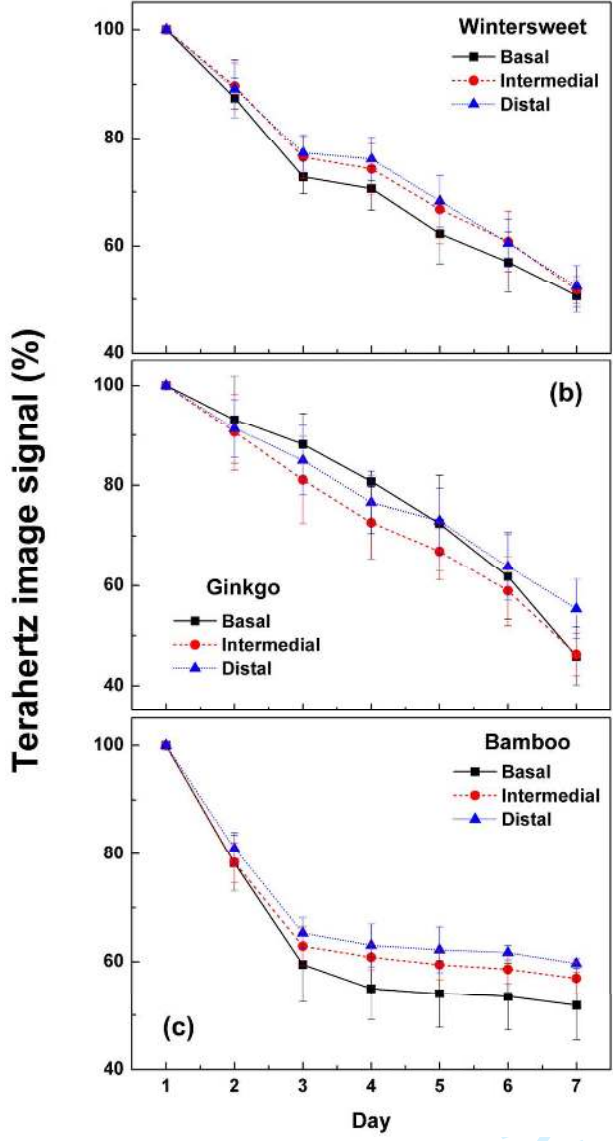 Terahertz image signal (%)
100
80
60
40
Wintersweet
Basal
Intermedial
Distal
100
80
60
40
(b)
Ginkgo
Basal
Intermedial
Distal
100
80
60
40
Bamboo
Basal
Intermedial
Distal
(c)
1 2 3 4 5 6 7
Day